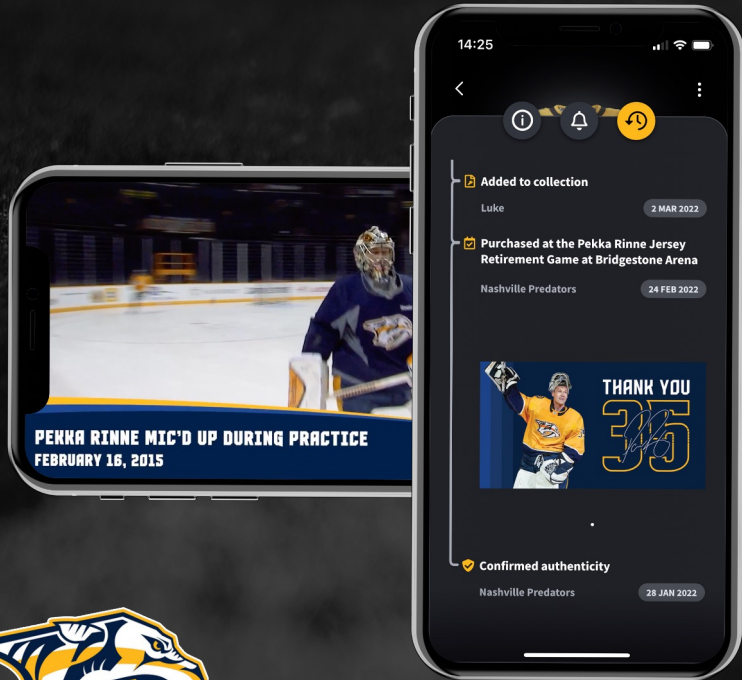 PEKKA RINNE MIC'D UP DURING PRACTICE
FEBRUARY 16, 2015
14:25
Added to collection
Luke
2 MAR 2022
Purchased at the Pekka Rinne Jersey
Retirement Game at Bridgestone Arena
Nashville Predators
24 FEB 2022
THANK YOU
35
Confirmed authenticity
Nashville Predators
28 JAN 2022